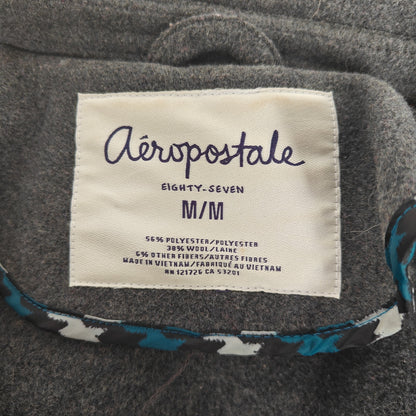 Aéropostale
EIGHTY-SEVEN
M/M
56% POLYESTER/POLYESTER
38% WOOL/LAINE
6% OTHER FIBERS/AUTRES FIBRES
MADE IN VIETNAM/FABRIQUÉ AU VIETNAM
RN 121726 CA 53201